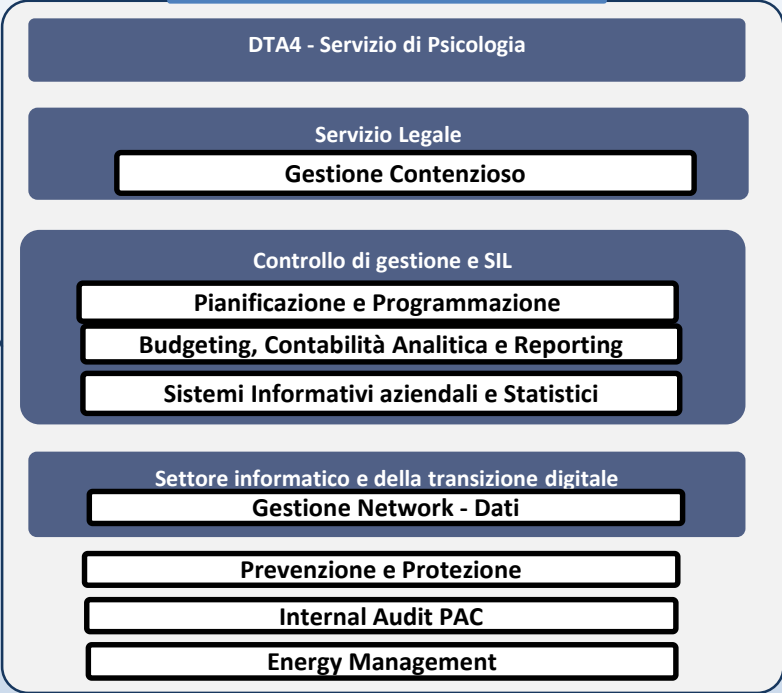 DTA4 - Servizio di Psicologia
Servizio Legale
Gestione Contenzioso
Controllo di gestione e SIL
Pianificazione e Programmazione
Budgeting, Contabilità Analitica e Reporting
Sistemi Informativi aziendali e Statistici
Settore informatico e della transizione digitale
Gestione Network - Dati
Prevenzione e Protezione
Internal Audit PAC
Energy Management